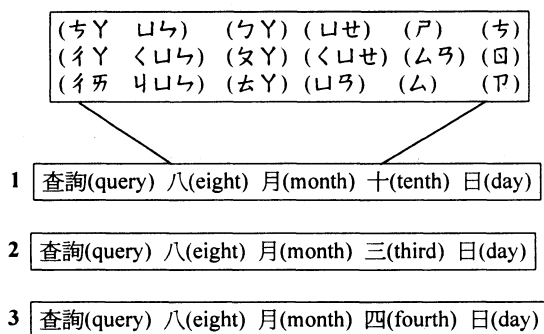 (ㄘㄚ ㄩㄣ) (ㄅㄚ) (ㄩㄝ) (ㄕ) (ㄘ)
(ㄔㄚ ㄑㄩㄣ) (ㄆㄚ) (ㄑㄩㄝ) (ㄙㄢ) (ㄖ)
(ㄔㄞ ㄐㄩㄣ) (ㄊㄚ) (ㄩㄢ) (ㄙ) (ㄗ)
1 查詢(query) 八(eight) 月(month) 十(tenth) 日(day)
2 查詢(query) 八(eight) 月(month) 三(third) 日(day)
3 查詢(query) 八(eight) 月(month) 四(fourth) 日(day)